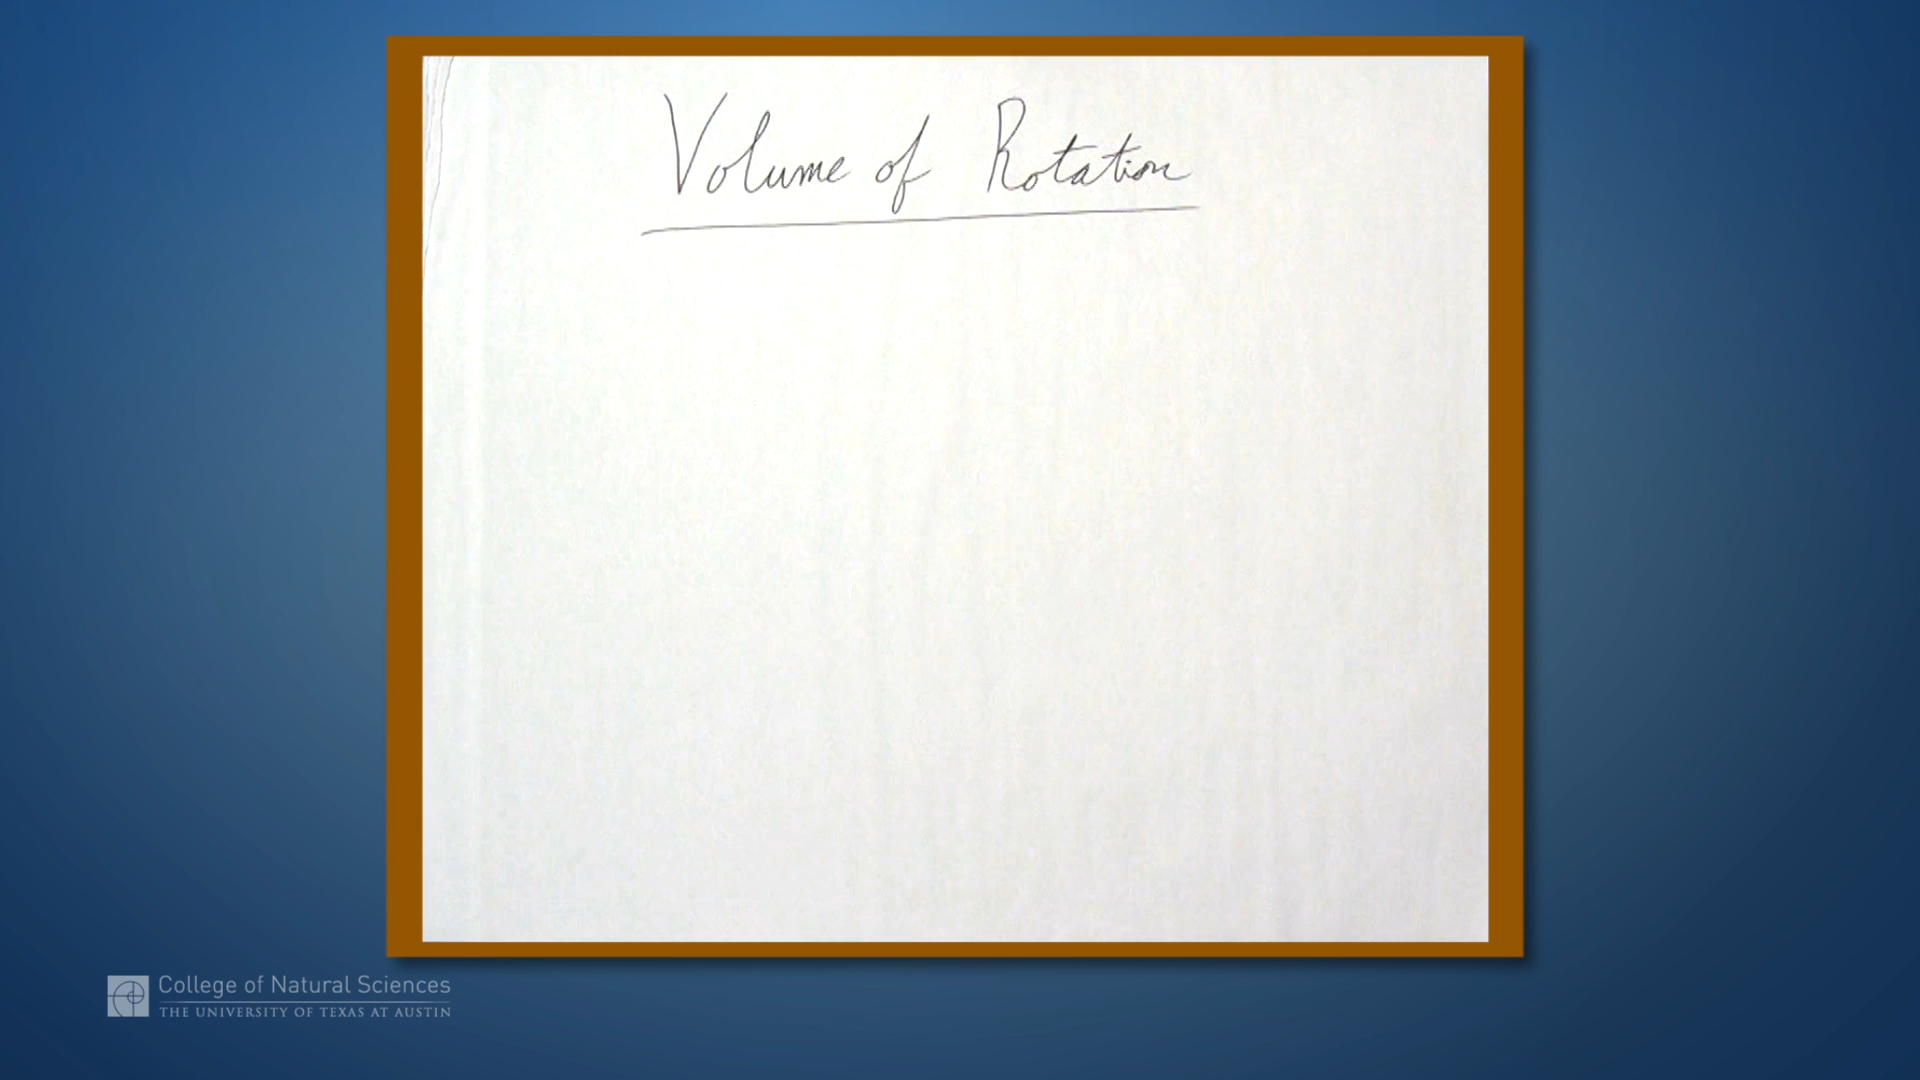 Volume of Rotation
College of Natural Sciences
THE UNIVERSITY OF TEXAS AT AUSTIN